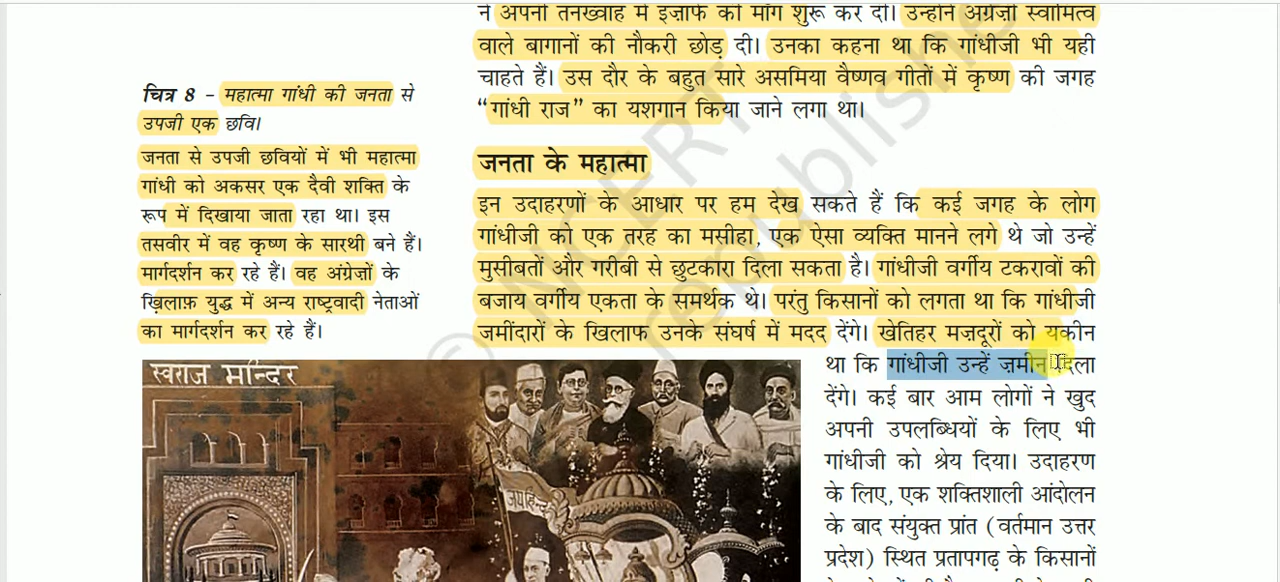 ने अपनी तनख्वाह में इज़ाफ़े की माँग शुरू कर दी। उन्होंने अंग्रेज़ी स्वामित्व
वाले बागानों की नौकरी छोड़ दी। उनका कहना था कि गांधीजी भी यही
चाहते हैं। उस दौर के बहुत सारे असमिया वैष्णव गीतों में कृष्ण की जगह
“गांधी राज” का यशगान किया जाने लगा था।
जनता के महात्मा
इन उदाहरणों के आधार पर हम देख सकते हैं कि कई जगह के लोग
गांधीजी को एक तरह का मसीहा, एक ऐसा व्यक्ति मानने लगे थे जो उन्हें
मुसीबतों और गरीबी से छुटकारा दिला सकता है। गांधीजी वर्गीय टकरावों की
बजाय वर्गीय एकता के समर्थक थे। परंतु किसानों को लगता था कि गांधीजी
जमींदारों के खिलाफ उनके संघर्ष में मदद देंगे। खेतिहर मज़दूरों को यकीन
था कि गांधीजी उन्हें ज़मीन दिला
देंगे। कई बार आम लोगों ने खुद
अपनी उपलब्धियों के लिए भी
गांधीजी को श्रेय दिया। उदाहरण
के लिए, एक शक्तिशाली आंदोलन
के बाद संयुक्त प्रांत (वर्तमान उत्तर
प्रदेश) स्थित प्रतापगढ़ के किसानों
चित्र 8 – महात्मा गांधी की जनता से
उपजी एक छवि।
जनता से उपजी छवियों में भी महात्मा
गांधी को अकसर एक दैवी शक्ति के
रूप में दिखाया जाता रहा था। इस
तसवीर में वह कृष्ण के सारथी बने हैं।
मार्गदर्शन कर रहे हैं। वह अंग्रेज़ों के
ख़िलाफ़ युद्ध में अन्य राष्ट्रवादी नेताओं
का मार्गदर्शन कर रहे हैं।
स्वराज मन्दिर
जयहिन्द
© NCERT
republishe